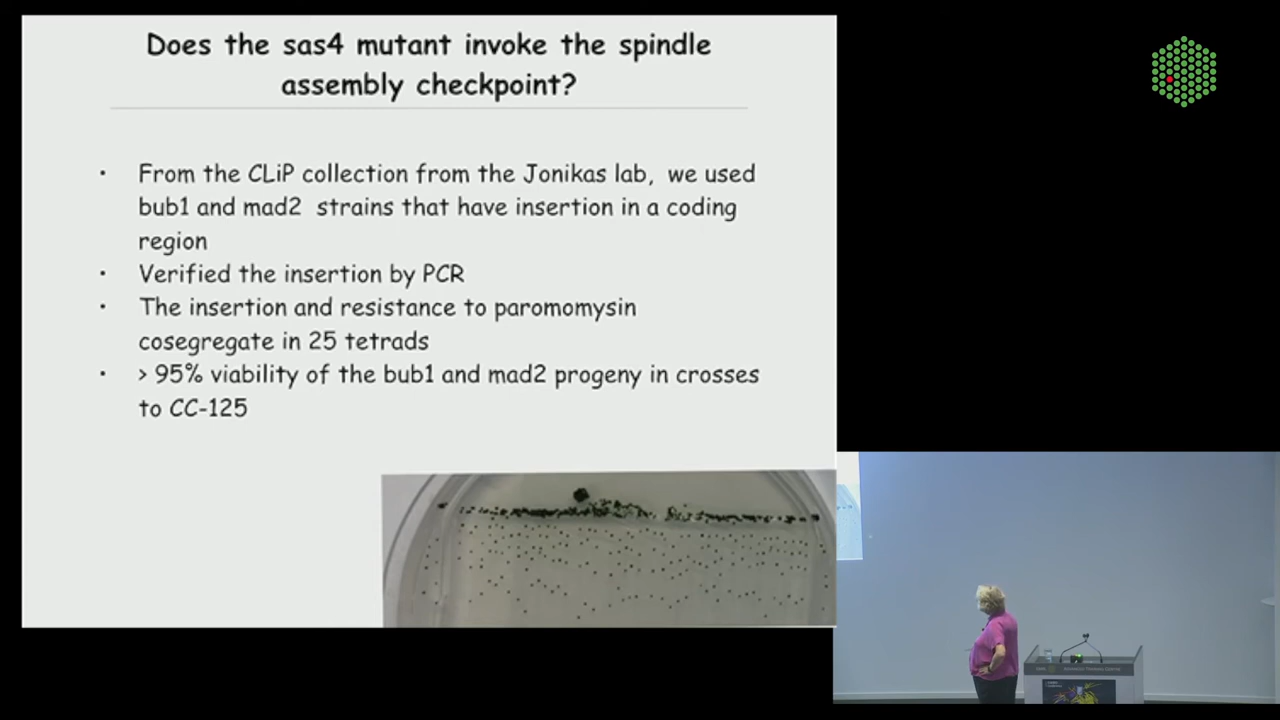 Does the sas4 mutant invoke the spindle
assembly checkpoint?
• From the CLiP collection from the Jonikas lab, we used
bub1 and mad2 strains that have insertion in a coding
region
• Verified the insertion by PCR
• The insertion and resistance to paromomysin
cosegregate in 25 tetrads
• > 95% viability of the bub1 and mad2 progeny in crosses
to CC-125